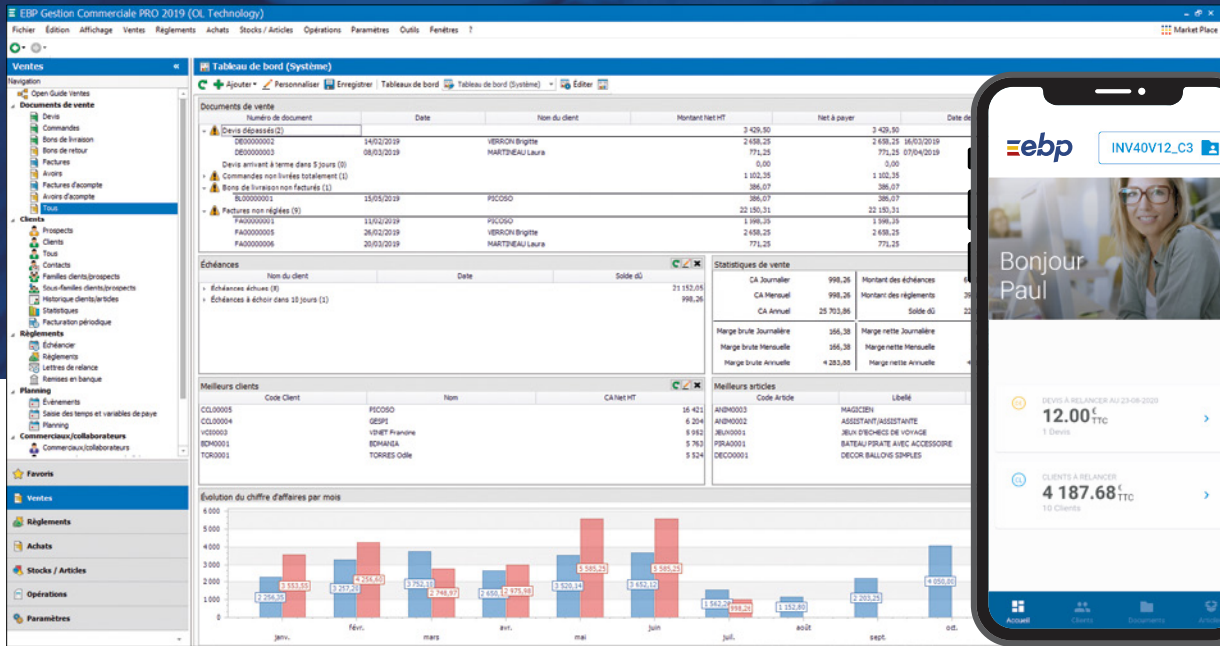 EBP Gestion Commerciale PRO 2019 (OL Technology)
Fichier Édition Affichage Ventes Règlements Achats Stocks / Articles Opérations Paramètres Outils Fenêtres ?
Market Place
Ventes
Navigation
Open Guide Ventes
Documents de vente
Devis
Commandes
Bons de livraison
Bons de retour
Factures
Avoirs
Factures d'acompte
Avoirs d'acompte
Tous
Clients
Prospects
Clients
Tous
Contacts
Familles clients/prospects
Sous-familles clients/prospects
Historique clients/articles
Statistiques
Facturation périodique
Règlements
Échéancier
Règlements
Lettres de relance
Remises en banque
Planning
Événements
Saisie des temps et variables de paye
Planning
Commerciaux/collaborateurs
Commerciaux/collaborateurs
Favoris
Ventes
Règlements
Achats
Stocks / Articles
Opérations
Paramètres
Tableau de bord (Système)
Ajouter Personnaliser Enregistrer Tableaux de bord Tableau de bord (Système) Éditer
Documents de vente
Numéro de document Date Nom du client Montant Net HT Net à payer Date de
Devis dépassés(2) 3 429,50 3 429,50
DE00000002 14/02/2019 VERRON Brigitte 2 658,25 2 658,25 16/03/2019
DE00000003 08/03/2019 MARTINEAU Laura 771,25 771,25 07/04/2019
Devis arrivant à terme dans 5 jours (0) 0,00 0,00
Commandes non livrées totalement (1) 1 102,35 1 102,35
Bons de livraison non facturés (1) 386,07 386,07
BL00000001 15/05/2019 PICOSO 386,07 386,07
Factures non réglées (9) 22 150,31 22 150,31
FA00000001 11/02/2019 PICOSO 1 598,35 1 598,35
FA00000005 26/02/2019 VERRON Brigitte 2 658,25 2 658,25
FA00000006 20/03/2019 MARTINEAU Laura 771,25 771,25
Échéances
Nom du client Date Solde dû
Échéances échues (8) 21 152,05
Échéances à échoir dans 10 jours (1) 998,26
Statistiques de vente
CA Journalier 998,26 Montant des échéances
CA Mensuel 998,26 Montant des règlements
CA Annuel 25 703,86 Solde dû
Marge brute Journalière 166,38 Marge nette Journalière
Marge brute Mensuelle 166,38 Marge nette Mensuelle
Marge brute Annuelle 4 283,88 Marge nette Annuelle
Meilleurs clients
Code Client Nom CA Net HT
CCL00005 PICOSO 16 421
CCL00004 GESPI 6 204
VCI0003 VINET Francine 5 952
BDM0001 BDMANIA 5 763
TOR0001 TORRES Odile 5 524
Meilleurs articles
Code Article Libellé
ANIM0003 MAGICIEN
ANIM0002 ASSISTANT/ASSISTANTE
JEUX0001 JEUX D'ECHECS DE VOYAGE
PIRA0001 BATEAU PIRATE AVEC ACCESSOIRE
DECO0001 DECOR BALLONS SIMPLES
Évolution du chiffre d'affaires par mois
6 000
5 000
4 000
3 000
2 000
1 000
0
2 256,35 3 553,55 3 257,20 4 256,60 3 752,10 2 748,97 2 975,98 3 520,14 5 585,25 3 652,12 5 585,25 998,26 1 152,80 2 203,25 4 050,00
janv. févr. mars avr. mai juin juil. août sept. oct.
ebp
INV40V12_C3
Bonjour
Paul
DEVIS À RELANCER AU 23-08-2020
12.00 € TTC
1 Devis
CLIENTS À RELANCER
4 187.68 € TTC
10 Clients
Accueil Clients Documents